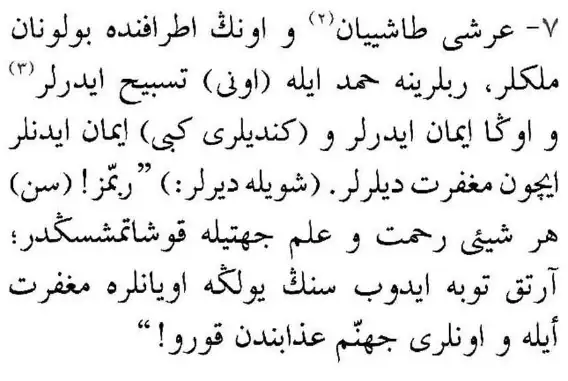 ٧- عرشی طاشییان(٢) و اونڭ اطرافنده بولونان
ملكلر، ربلرینه حمد ایله (اونی) تسبیح ایدرلر(٣)
و اوڭا ایمان ایدرلر و (كندیلری كبی) ایمان ایدنلر
ایچون مغفرت دیلرلر. (شویله دیرلر:) ”ربّمز! (سن)
هر شیئی رحمت و علم جهتیله قوشاتمشسڭدر؛
آرتق توبه ایدوب سنڭ یولڭه اویانلره مغفرت
أیله و اونلری جهنّم عذابندن قورو!“